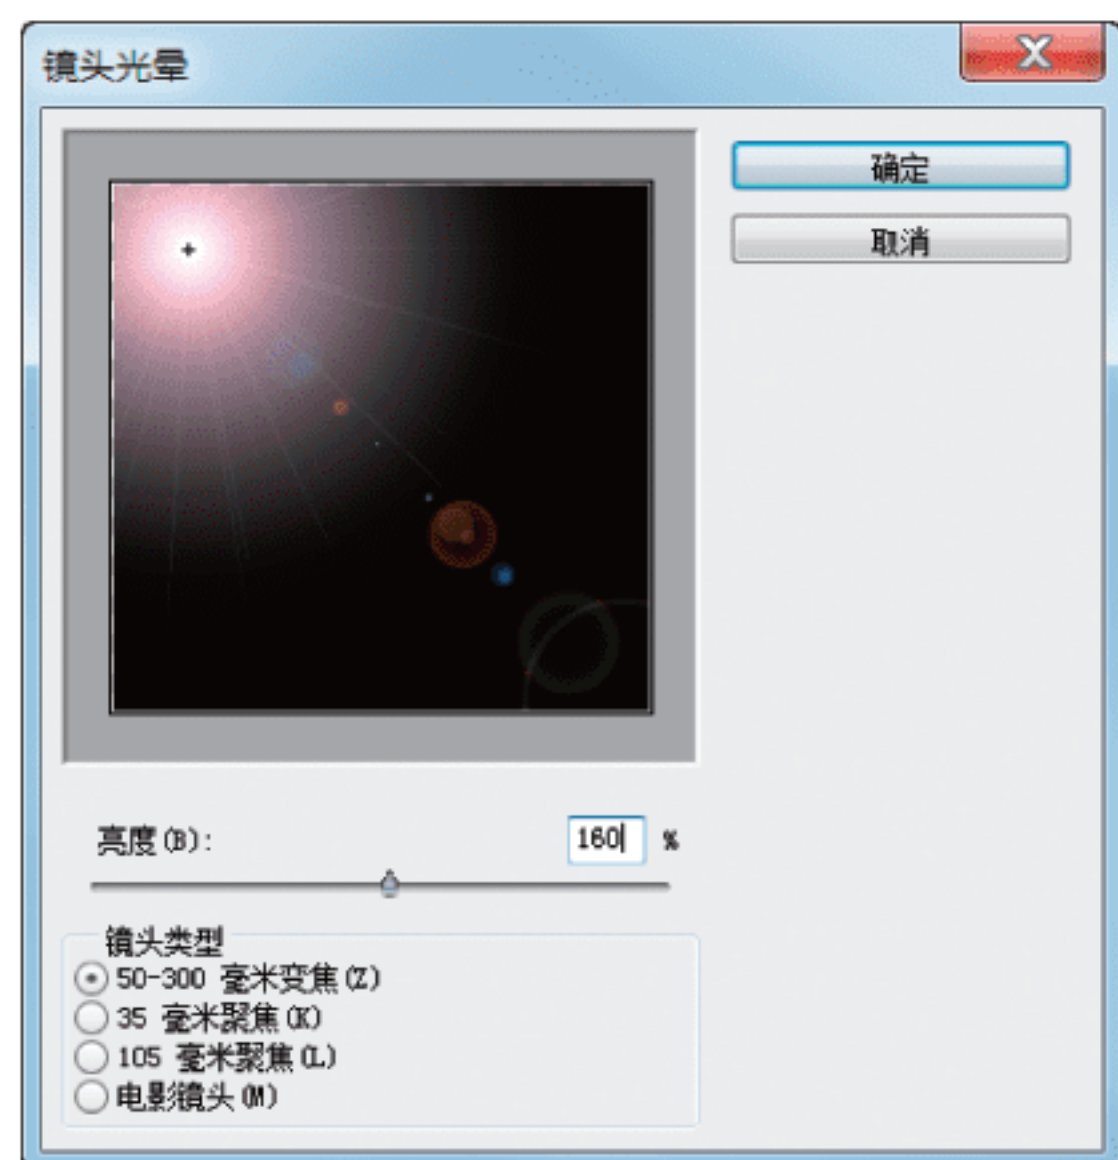 镜头光晕
确定
取消
亮度(B): 160 %
镜头类型
50-300 毫米变焦(Z)
35 毫米聚焦(K)
105 毫米聚焦(L)
电影镜头(M)